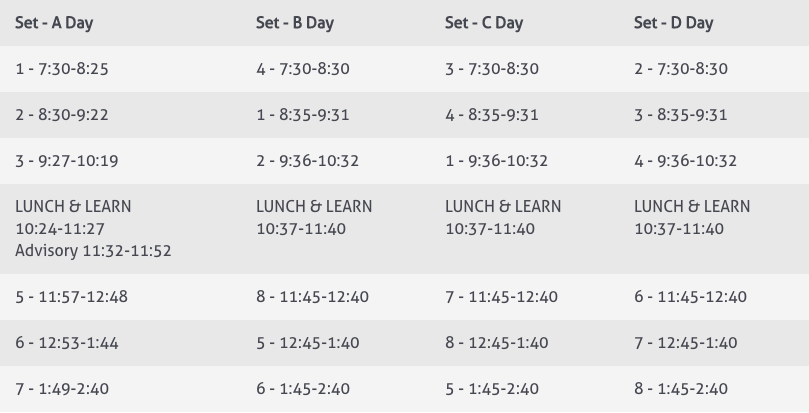 Set - A Day Set - B Day Set - C Day Set - D Day
1 - 7:30-8:25 4 - 7:30-8:30 3 - 7:30-8:30 2 - 7:30-8:30
2 - 8:30-9:22 1 - 8:35-9:31 4 - 8:35-9:31 3 - 8:35-9:31
3 - 9:27-10:19 2 - 9:36-10:32 1 - 9:36-10:32 4 - 9:36-10:32
LUNCH & LEARN LUNCH & LEARN LUNCH & LEARN LUNCH & LEARN
10:24-11:27 10:37-11:40 10:37-11:40 10:37-11:40
Advisory 11:32-11:52
5 - 11:57-12:48 8 - 11:45-12:40 7 - 11:45-12:40 6 - 11:45-12:40
6 - 12:53-1:44 5 - 12:45-1:40 8 - 12:45-1:40 7 - 12:45-1:40
7 - 1:49-2:40 6 - 1:45-2:40 5 - 1:45-2:40 8 - 1:45-2:40